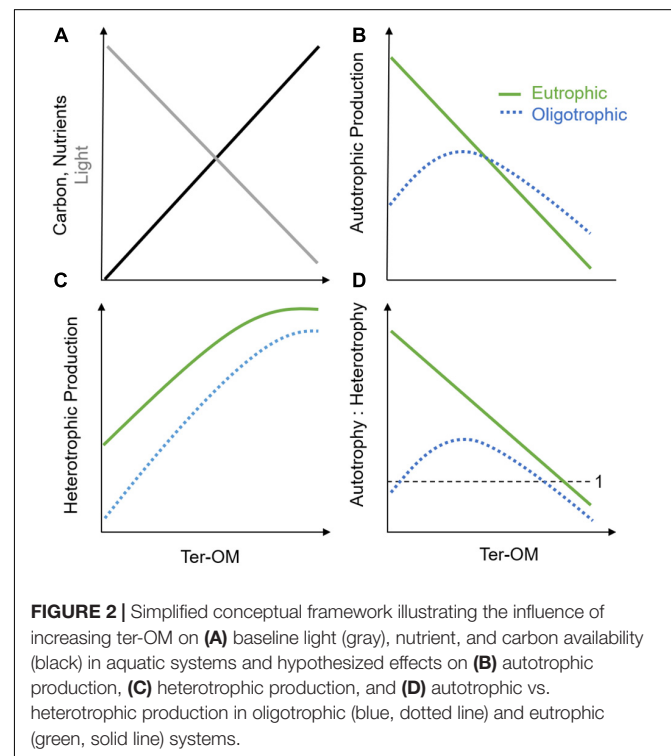 A
Carbon, Nutrients
Light
B
Autotrophic Production
Eutrophic
Oligotrophic
C
Heterotrophic Production
Ter-OM
D
Autotrophy : Heterotrophy
1
Ter-OM
FIGURE 2 | Simplified conceptual framework illustrating the influence of
increasing ter-OM on (A) baseline light (gray), nutrient, and carbon availability
(black) in aquatic systems and hypothesized effects on (B) autotrophic
production, (C) heterotrophic production, and (D) autotrophic vs.
heterotrophic production in oligotrophic (blue, dotted line) and eutrophic
(green, solid line) systems.